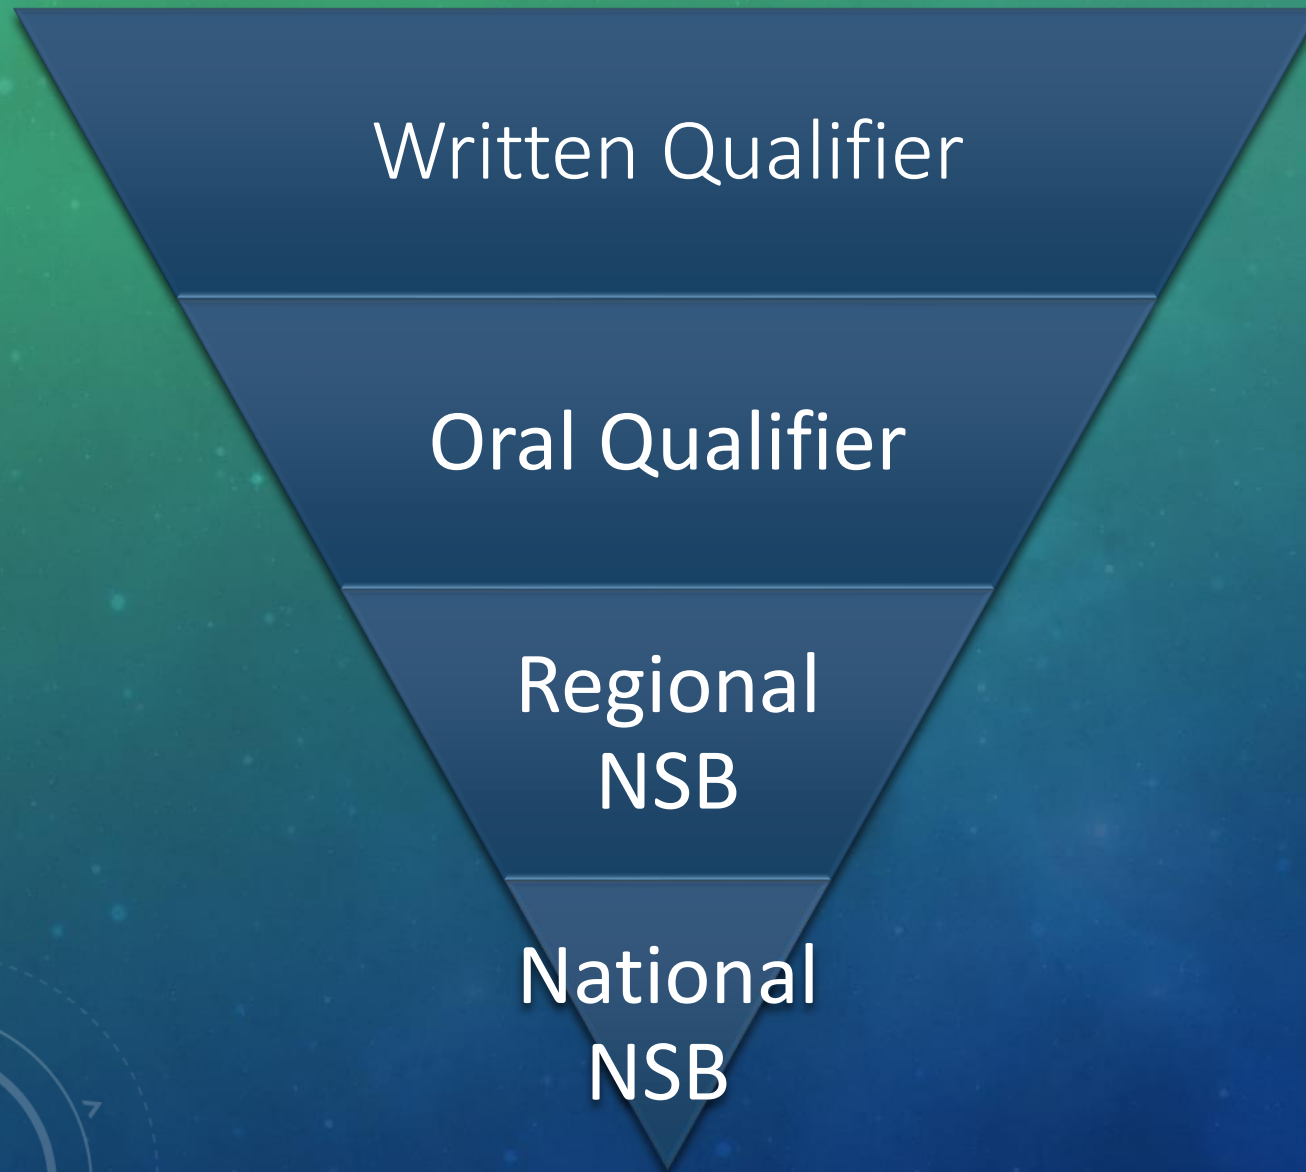 Written Qualifier
Oral Qualifier
Regional
NSB
National
NSB